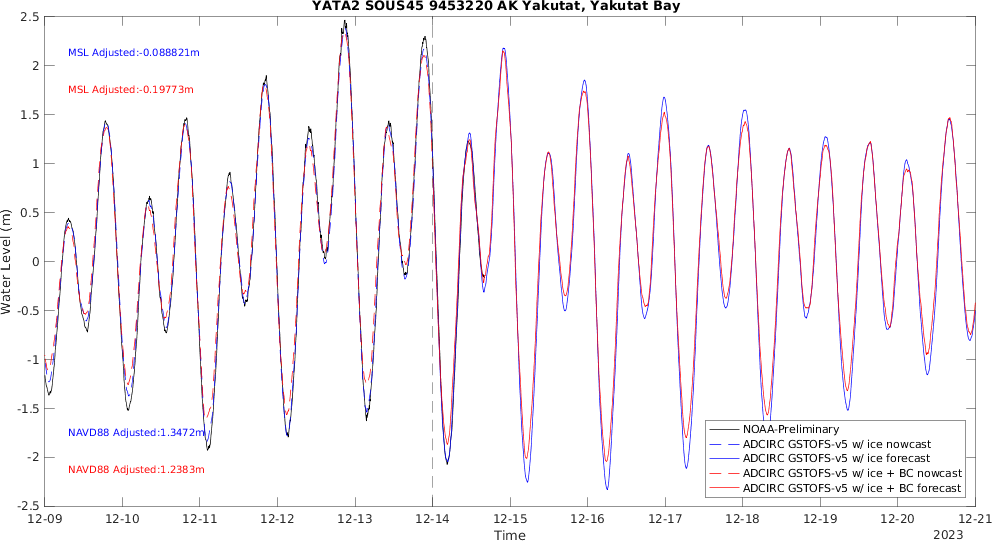 YATA2 SOUS45 9453220 AK Yakutat, Yakutat Bay
2.5
2
1.5
1
0.5
0
-0.5
-1
-1.5
-2
-2.5
Water Level (m)
MSL Adjusted:-0.088821m
MSL Adjusted:-0.19773m
NAVD88 Adjusted:1.3472m
NAVD88 Adjusted:1.2383m
NOAA-Preliminary
ADCIRC GSTOFS-v5 w/ ice nowcast
ADCIRC GSTOFS-v5 w/ ice forecast
ADCIRC GSTOFS-v5 w/ ice + BC nowcast
ADCIRC GSTOFS-v5 w/ ice + BC forecast
12-09 12-10 12-11 12-12 12-13 12-14 12-15 12-16 12-17 12-18 12-19 12-20 12-21
Time
2023